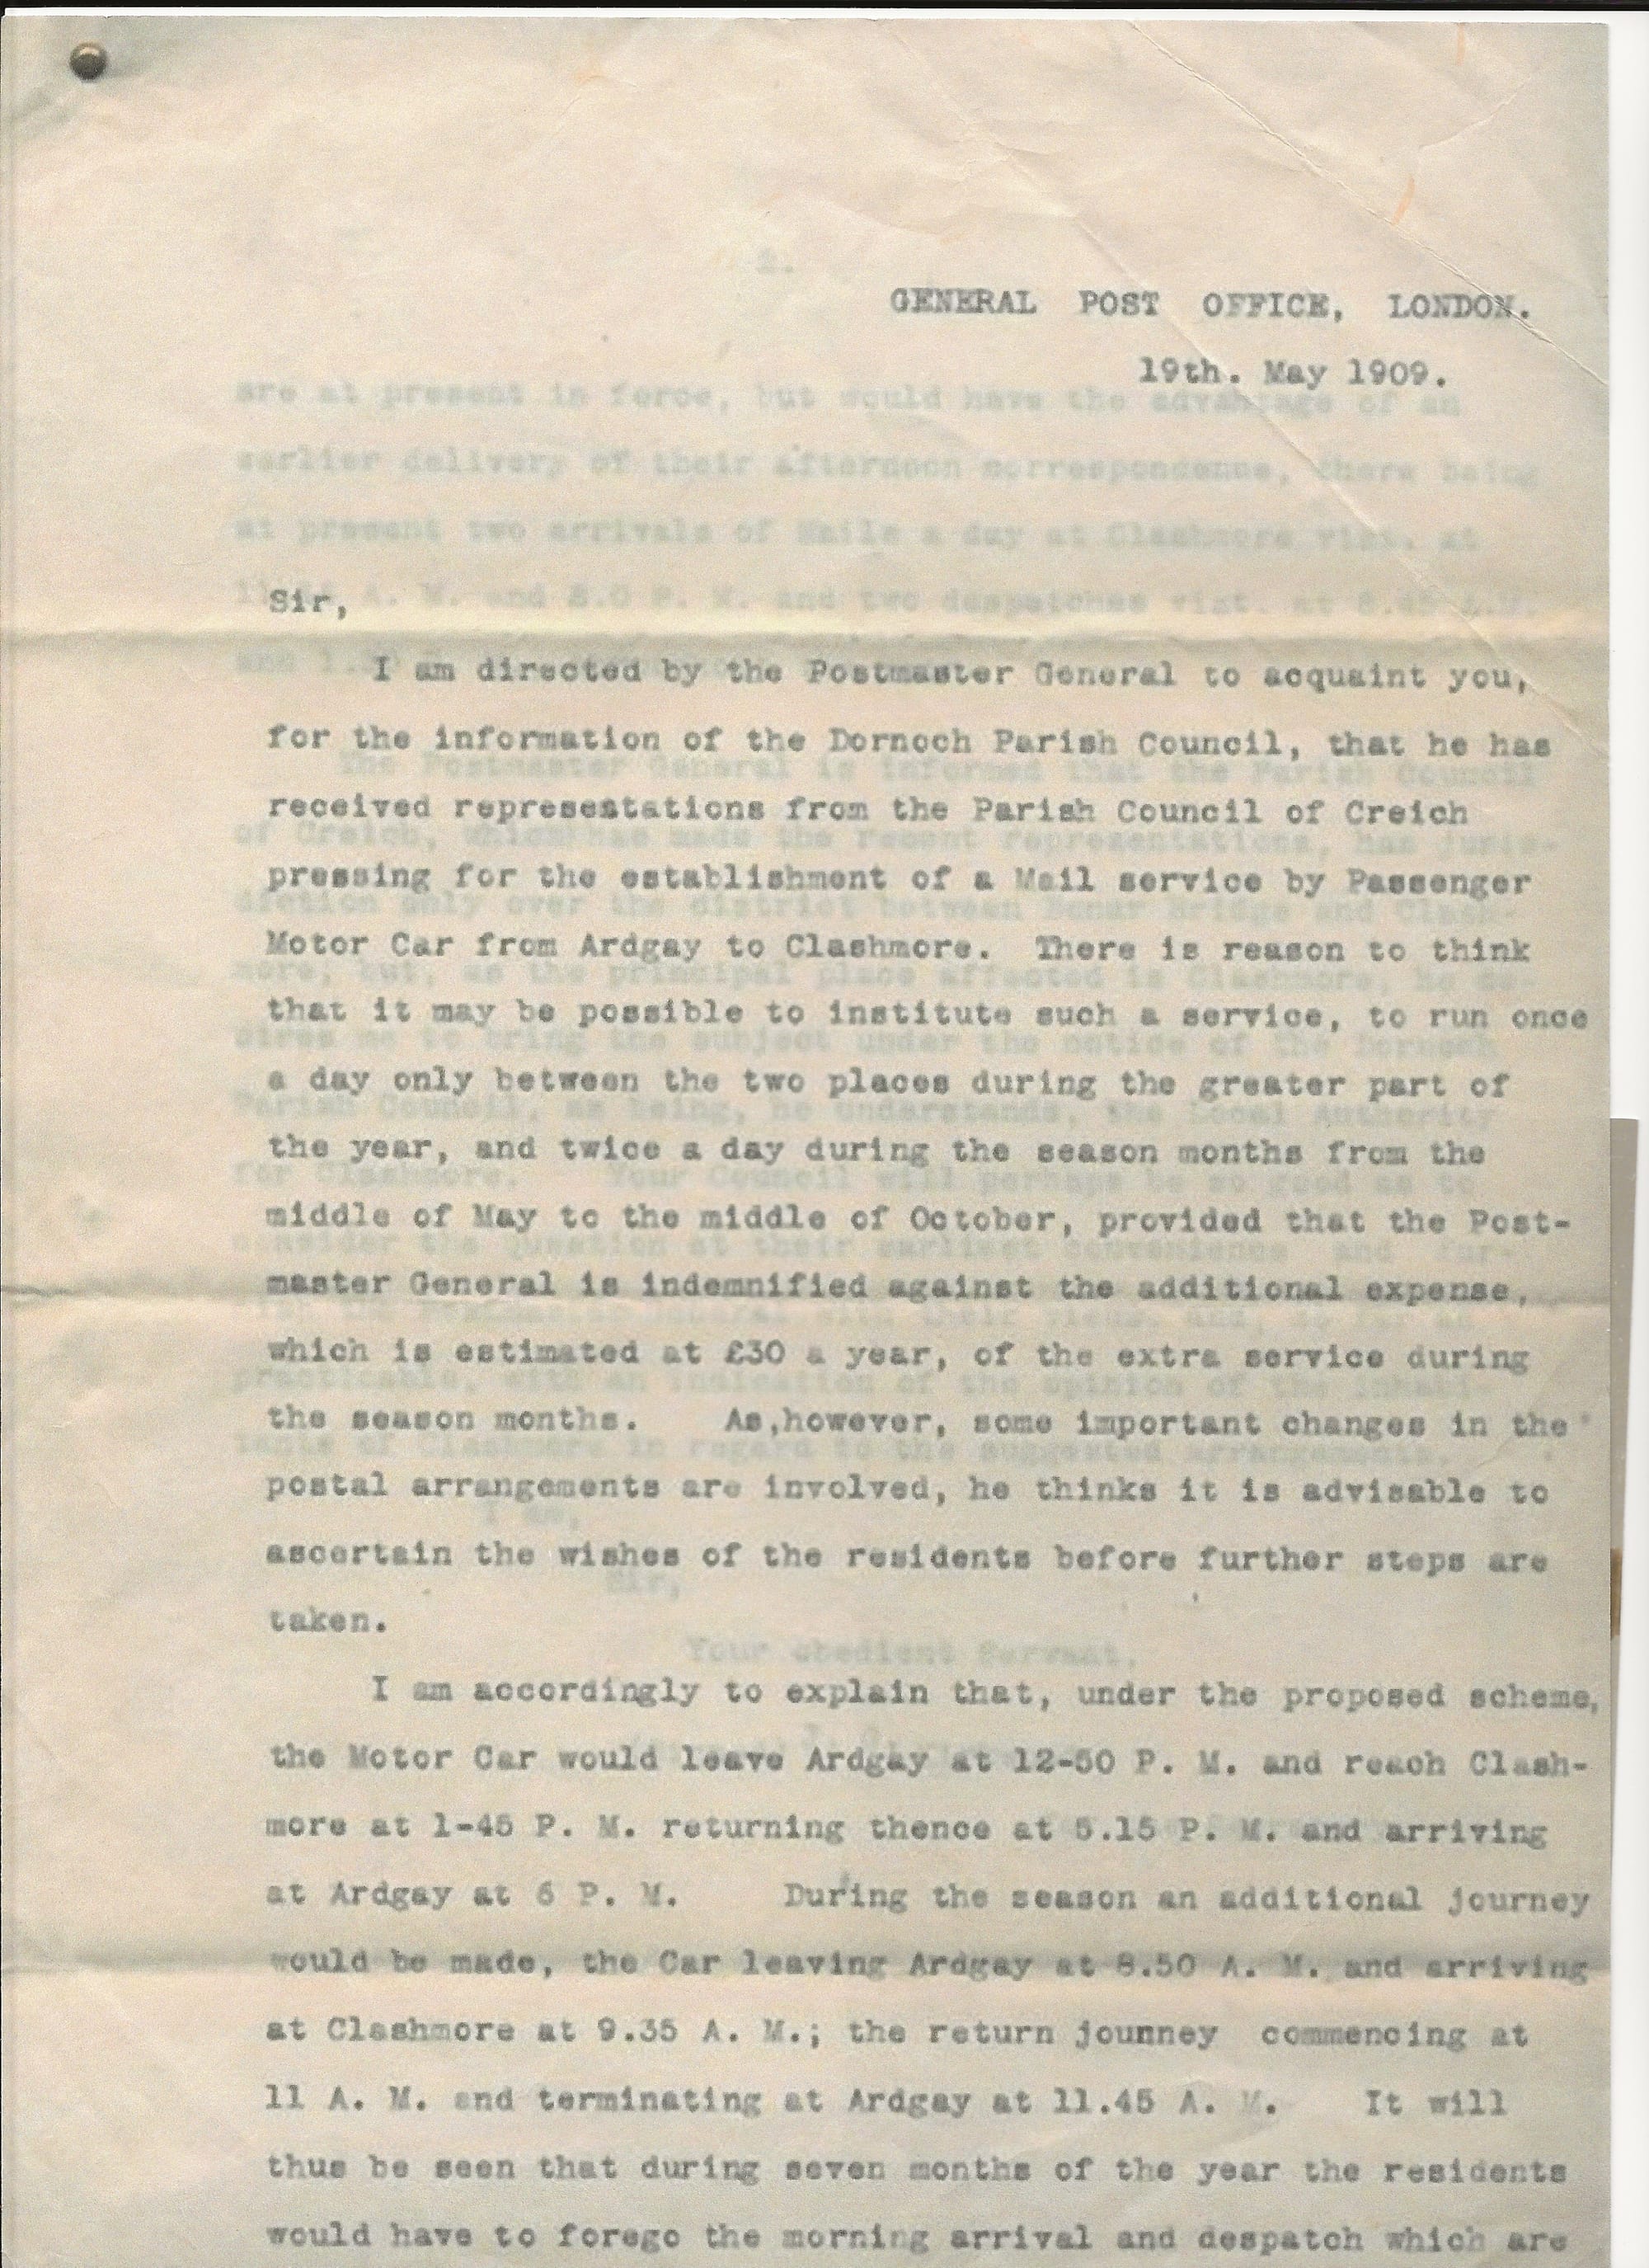 GENERAL POST OFFICE, LONDON.
19th. May 1909.
Sir,
I am directed by the Postmaster General to acquaint you,
for the information of the Dornoch Parish Council, that he has
received representations from the Parish Council of Creich
pressing for the establishment of a Mail service by Passenger
Motor Car from Ardgay to Clashmore. There is reason to think
that it may be possible to institute such a service, to run once
a day only between the two places during the greater part of
the year, and twice a day during the season months from the
middle of May to the middle of October, provided that the Post-
master General is indemnified against the additional expense,
which is estimated at £30 a year, of the extra service during
the season months. As,however, some important changes in the
postal arrangements are involved, he thinks it is advisable to
ascertain the wishes of the residents before further steps are
taken.
I am accordingly to explain that, under the proposed scheme,
the Motor Car would leave Ardgay at 12-50 P. M. and reach Clash-
more at 1-45 P. M. returning thence at 5.15 P. M. and arriving
at Ardgay at 6 P. M. During the season an additional journey
would be made, the Car leaving Ardgay at 8.50 A. M. and arriving
at Clashmore at 9.35 A. M.; the return jounney commencing at
11 A. M. and terminating at Ardgay at 11.45 A. M. It will
thus be seen that during seven months of the year the residents
would have to forego the morning arrival and despatch which are